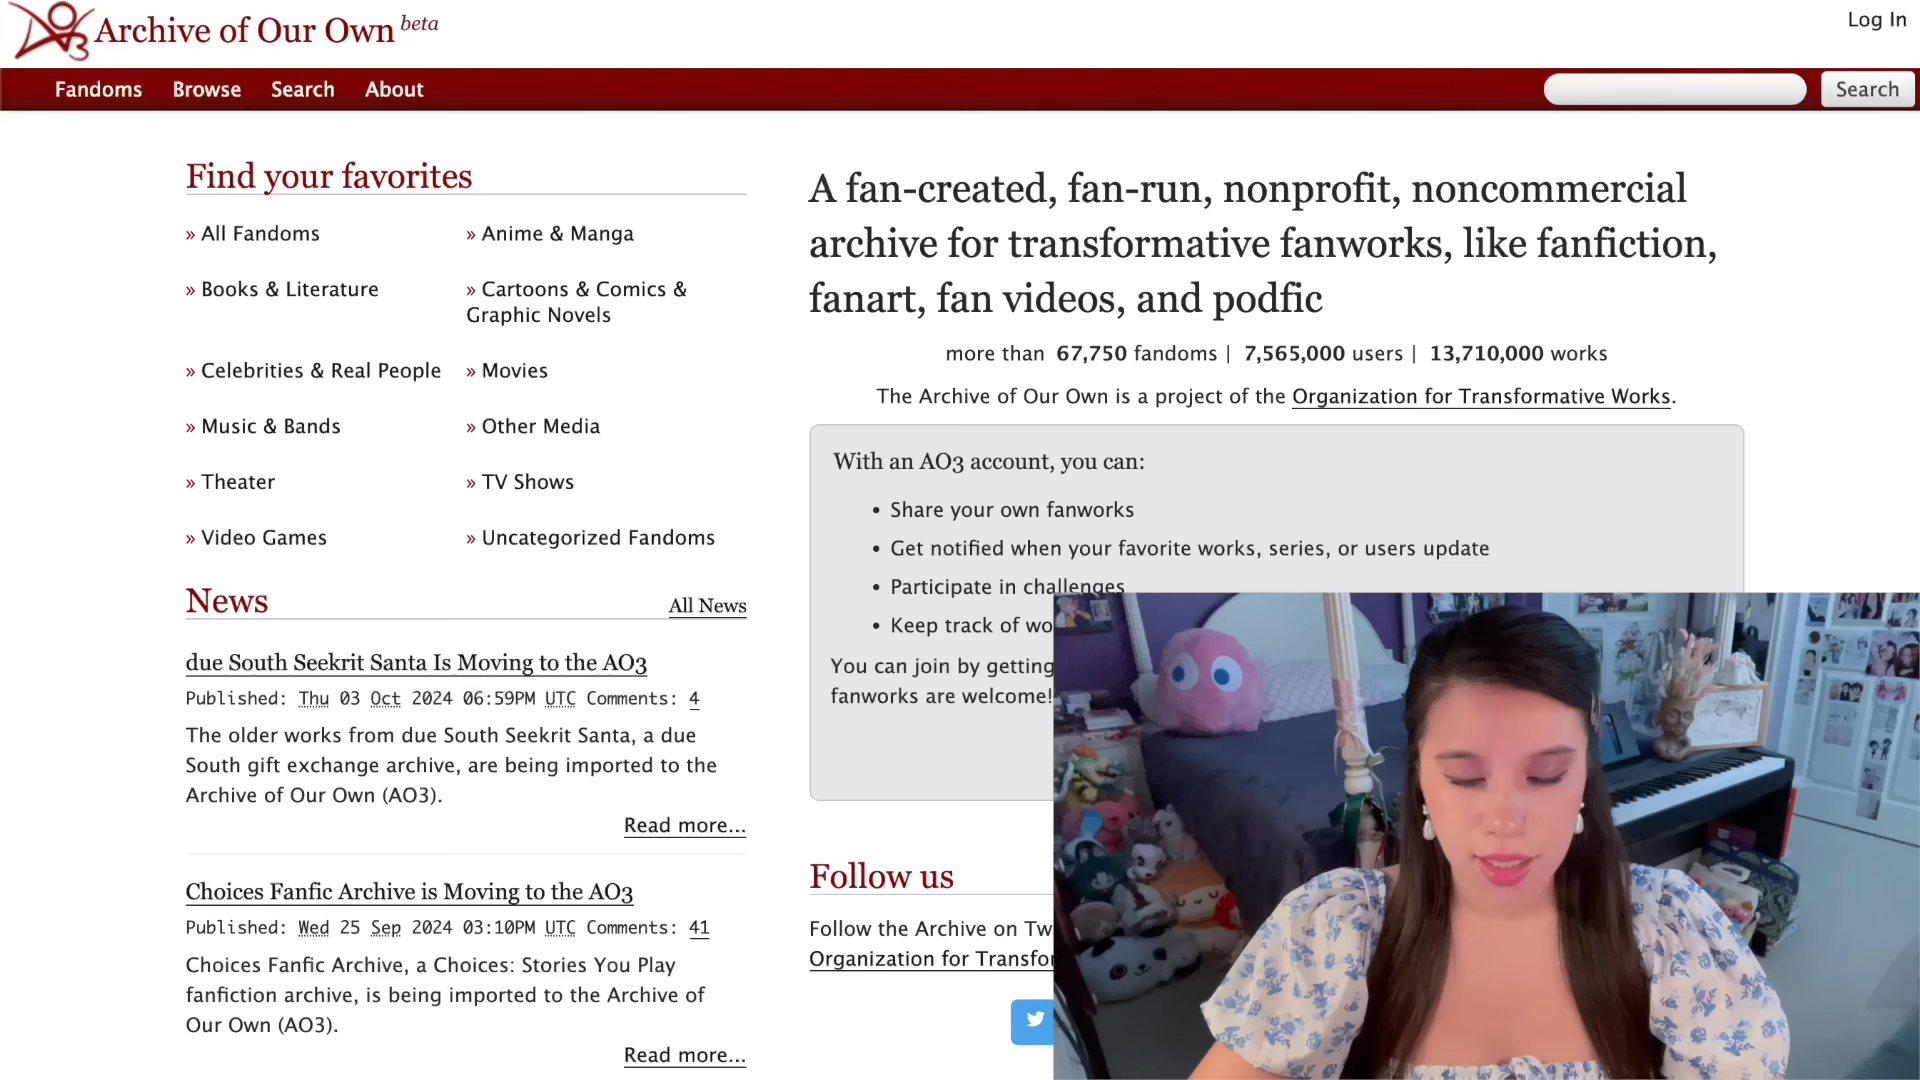 Archive of Our Own beta
Log In
Fandoms Browse Search About
Search
Find your favorites
» All Fandoms
» Anime & Manga
» Books & Literature
» Cartoons & Comics &
Graphic Novels
» Celebrities & Real People
» Movies
» Music & Bands
» Other Media
» Theater
» TV Shows
» Video Games
» Uncategorized Fandoms
News
All News
due South Seekrit Santa Is Moving to the AO3
Published: Thu 03 Oct 2024 06:59PM UTC Comments: 4
The older works from due South Seekrit Santa, a due
South gift exchange archive, are being imported to the
Archive of Our Own (AO3).
Read more...
Choices Fanfic Archive is Moving to the AO3
Published: Wed 25 Sep 2024 03:10PM UTC Comments: 41
Choices Fanfic Archive, a Choices: Stories You Play
fanfiction archive, is being imported to the Archive of
Our Own (AO3).
Read more...
A fan-created, fan-run, nonprofit, noncommercial
archive for transformative fanworks, like fanfiction,
fanart, fan videos, and podfic
more than 67,750 fandoms | 7,565,000 users | 13,710,000 works
The Archive of Our Own is a project of the Organization for Transformative Works.
With an AO3 account, you can:
• Share your own fanworks
• Get notified when your favorite works, series, or users update
• Participate in challenges
• Keep track of wo
You can join by getting
fanworks are welcome!
Follow us
Follow the Archive on Tw
Organization for Transfo